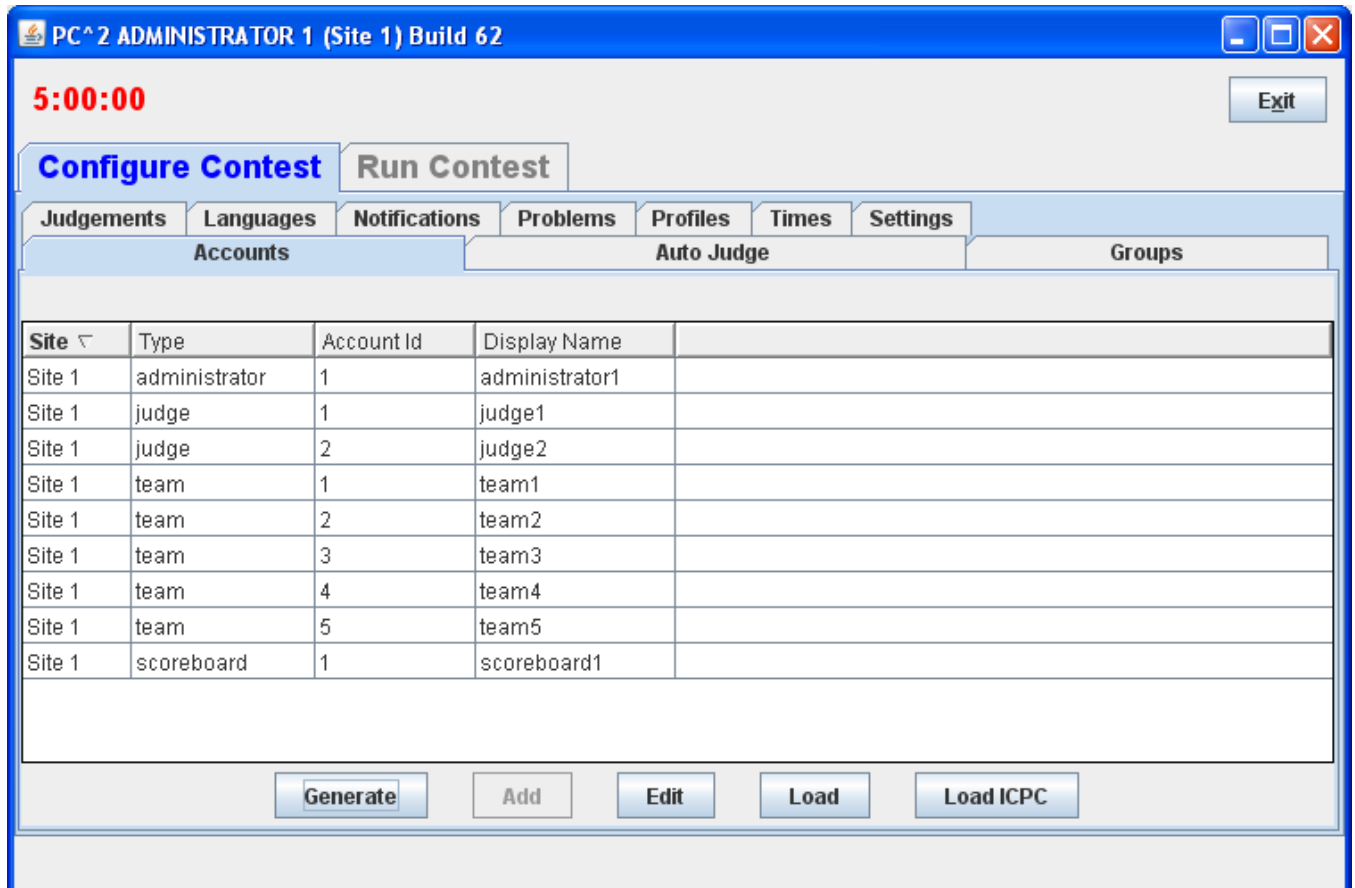 PC^2 ADMINISTRATOR 1 (Site 1) Build 62
5:00:00 Exit
Configure Contest Run Contest
Judgements Languages Notifications Problems Profiles Times Settings
Accounts Auto Judge Groups
Site Type Account Id Display Name
Site 1 administrator 1 administrator1
Site 1 judge 1 judge1
Site 1 judge 2 judge2
Site 1 team 1 team1
Site 1 team 2 team2
Site 1 team 3 team3
Site 1 team 4 team4
Site 1 team 5 team5
Site 1 scoreboard 1 scoreboard1
Generate Add Edit Load Load ICPC